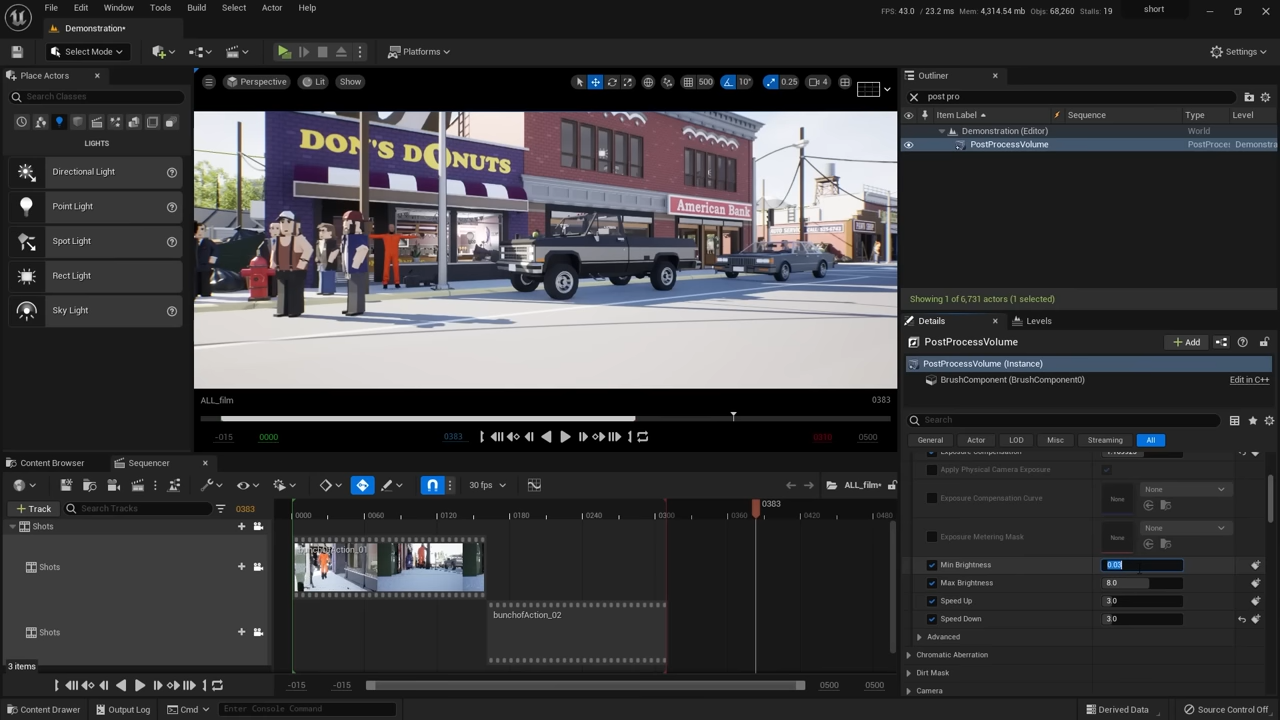 File Edit Window Tools Build Select Actor Help
FPS: 43.0 / 23.2 ms Mem: 4,314.54 mb Objs: 68,260 Stalls: 19
short
Demonstration*
Select Mode
Platforms
Settings
Place Actors
Search Classes
LIGHTS
Directional Light
Point Light
Spot Light
Rect Light
Sky Light
Perspective Lit Show
500 10° 0.25 4
DON'S DONUTS
American Bank
ALL_film
0383
-015 0000 0383 0500
Outliner
post pro
Item Label Sequence Type Level
Demonstration (Editor) World
PostProcessVolume PostProces Demonstra
Showing 1 of 6,731 actors (1 selected)
Details Levels
PostProcessVolume
Add
PostProcessVolume (Instance)
BrushComponent (BrushComponent0) Edit in C++
Search
General Actor LOD Misc Streaming All
Exposure Compensation
Apply Physical Camera Exposure
Exposure Compensation Curve None None
Exposure Metering Mask None None
Min Brightness 0.03
Max Brightness 8.0
Speed Up 3.0
Speed Down 3.0
Advanced
Chromatic Aberration
Dirt Mask
Camera
Content Browser Sequencer
30 fps
ALL_film*
Track Search Tracks 0383
0000 0060 0120 0180 0240 0300 0360 0383 0420 0480
Shots
Shots
Shots
bunchofAction_01
bunchofAction_02
3 items
-015 -015 0500 0500
Content Drawer Output Log Cmd Enter Console Command
Derived Data Source Control Off